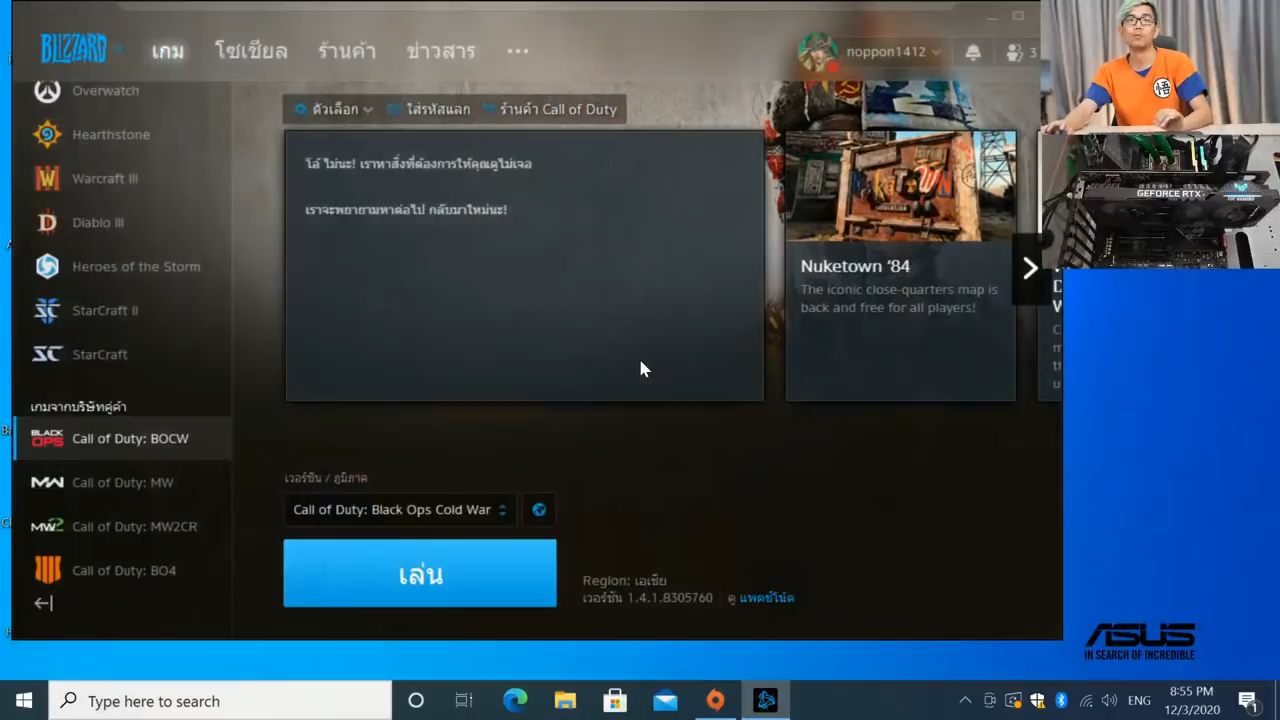 BLIZZARD
เกม
โซเชียล
ร้านค้า
ข่าวสาร
noppon1412
3
Overwatch
Hearthstone
Warcraft III
Diablo III
Heroes of the Storm
StarCraft II
StarCraft
เกมจากบริษัทคู่ค้า
BLACK OPS
Call of Duty: BOCW
Call of Duty: MW
Call of Duty: MW2CR
Call of Duty: BO4
ตัวเลือก
ใส่รหัสแลก
ร้านค้า Call of Duty
โอ้ ไม่นะ! เราหาสิ่งที่ต้องการให้คุณดูไม่เจอ
เราจะพยายามหาต่อไป กลับมาใหม่นะ!
NUKETOWN
Nuketown '84
The iconic close-quarters map is
back and free for all players!
เวอร์ชัน / ภูมิภาค
Call of Duty: Black Ops Cold War
เล่น
Region: เอเชีย
เวอร์ชัน 1.4.1.8305760
ดู แพตช์โน้ต
悟
GEFORCE RTX
ASUS
IN SEARCH OF INCREDIBLE
Type here to search
ENG
8:55 PM
12/3/2020
1